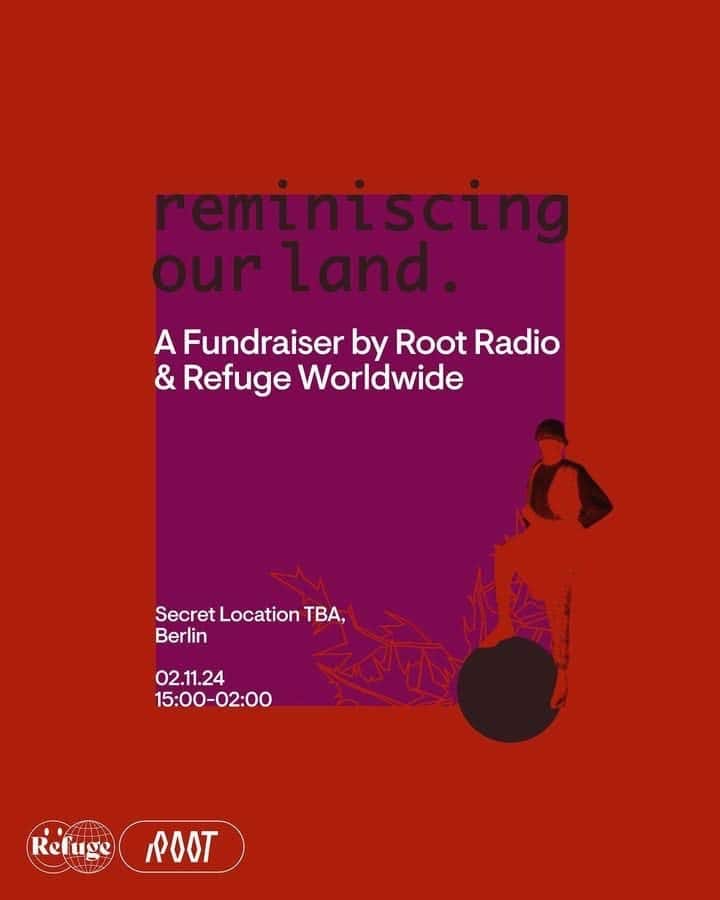 reminiscing
our land.
A Fundraiser by Root Radio
& Refuge Worldwide
Secret Location TBA,
Berlin
02.11.24
15:00-02:00
Refuge
ROOT